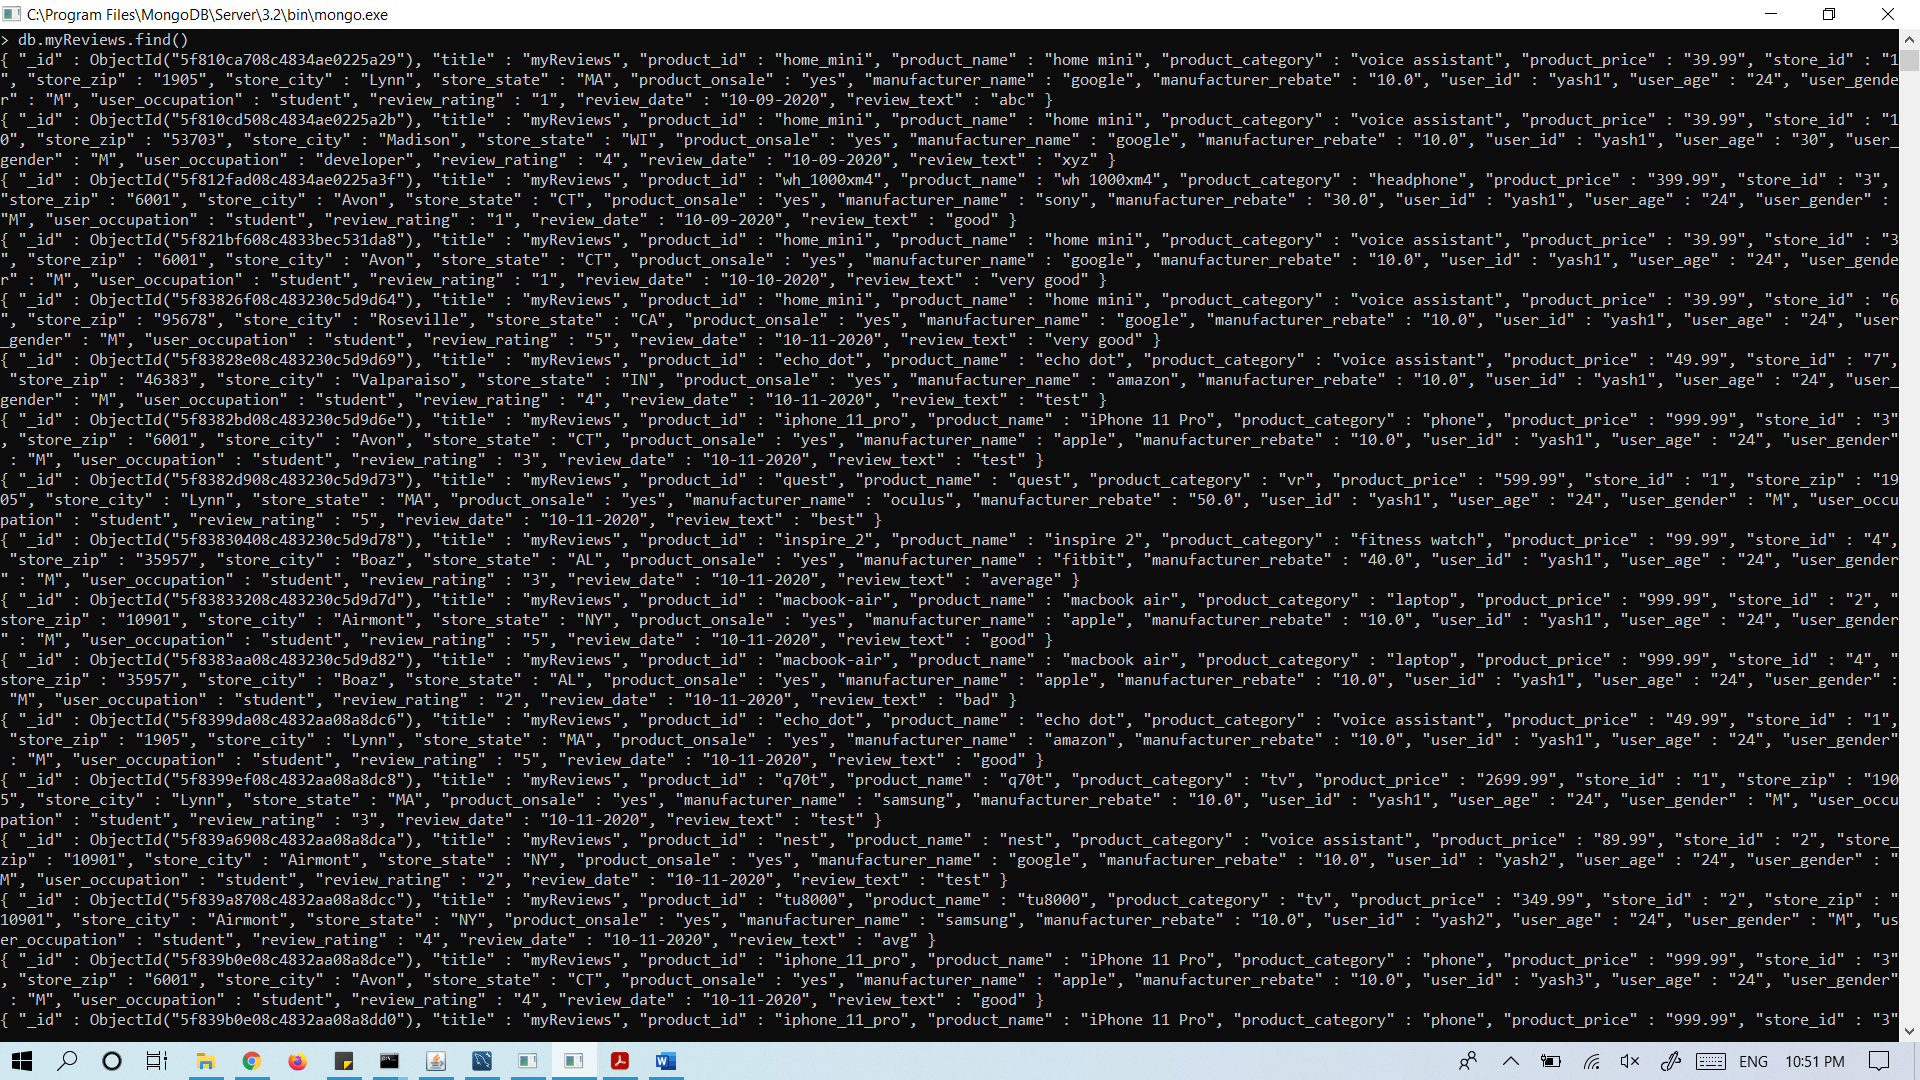 C:\Program Files\MongoDB\Server\3.2\bin\mongo.exe
> db.myReviews.find()
{ "_id" : ObjectId("5f810ca708c4834ae0225a29"), "title" : "myReviews", "product_id" : "home_mini", "product_name" : "home mini", "product_category" : "voice assistant", "product_price" : "39.99", "store_id" : "1
", "store_zip" : "1905", "store_city" : "Lynn", "store_state" : "MA", "product_onsale" : "yes", "manufacturer_name" : "google", "manufacturer_rebate" : "10.0", "user_id" : "yash1", "user_age" : "24", "user_gende
r" : "M", "user_occupation" : "student", "review_rating" : "1", "review_date" : "10-09-2020", "review_text" : "abc" }
{ "_id" : ObjectId("5f810cd508c4834ae0225a2b"), "title" : "myReviews", "product_id" : "home_mini", "product_name" : "home mini", "product_category" : "voice assistant", "product_price" : "39.99", "store_id" : "1
0", "store_zip" : "53703", "store_city" : "Madison", "store_state" : "WI", "product_onsale" : "yes", "manufacturer_name" : "google", "manufacturer_rebate" : "10.0", "user_id" : "yash1", "user_age" : "30", "user_
gender" : "M", "user_occupation" : "developer", "review_rating" : "4", "review_date" : "10-09-2020", "review_text" : "xyz" }
{ "_id" : ObjectId("5f812fad08c4834ae0225a3f"), "title" : "myReviews", "product_id" : "wh_1000xm4", "product_name" : "wh 1000xm4", "product_category" : "headphone", "product_price" : "399.99", "store_id" : "3",
"store_zip" : "6001", "store_city" : "Avon", "store_state" : "CT", "product_onsale" : "yes", "manufacturer_name" : "sony", "manufacturer_rebate" : "30.0", "user_id" : "yash1", "user_age" : "24", "user_gender" :
"M", "user_occupation" : "student", "review_rating" : "1", "review_date" : "10-09-2020", "review_text" : "good" }
{ "_id" : ObjectId("5f821bf608c4833bec531da8"), "title" : "myReviews", "product_id" : "home_mini", "product_name" : "home mini", "product_category" : "voice assistant", "product_price" : "39.99", "store_id" : "3
", "store_zip" : "6001", "store_city" : "Avon", "store_state" : "CT", "product_onsale" : "yes", "manufacturer_name" : "google", "manufacturer_rebate" : "10.0", "user_id" : "yash1", "user_age" : "24", "user_gende
r" : "M", "user_occupation" : "student", "review_rating" : "1", "review_date" : "10-10-2020", "review_text" : "very good" }
{ "_id" : ObjectId("5f83826f08c483230c5d9d64"), "title" : "myReviews", "product_id" : "home_mini", "product_name" : "home mini", "product_category" : "voice assistant", "product_price" : "39.99", "store_id" : "6
", "store_zip" : "95678", "store_city" : "Roseville", "store_state" : "CA", "product_onsale" : "yes", "manufacturer_name" : "google", "manufacturer_rebate" : "10.0", "user_id" : "yash1", "user_age" : "24", "user
_gender" : "M", "user_occupation" : "student", "review_rating" : "5", "review_date" : "10-11-2020", "review_text" : "very good" }
{ "_id" : ObjectId("5f83828e08c483230c5d9d69"), "title" : "myReviews", "product_id" : "echo_dot", "product_name" : "echo dot", "product_category" : "voice assistant", "product_price" : "49.99", "store_id" : "7",
"store_zip" : "46383", "store_city" : "Valparaiso", "store_state" : "IN", "product_onsale" : "yes", "manufacturer_name" : "amazon", "manufacturer_rebate" : "10.0", "user_id" : "yash1", "user_age" : "24", "user_
gender" : "M", "user_occupation" : "student", "review_rating" : "4", "review_date" : "10-11-2020", "review_text" : "test" }
{ "_id" : ObjectId("5f8382bd08c483230c5d9d6e"), "title" : "myReviews", "product_id" : "iphone_11_pro", "product_name" : "iPhone 11 Pro", "product_category" : "phone", "product_price" : "999.99", "store_id" : "3"
, "store_zip" : "6001", "store_city" : "Avon", "store_state" : "CT", "product_onsale" : "yes", "manufacturer_name" : "apple", "manufacturer_rebate" : "10.0", "user_id" : "yash1", "user_age" : "24", "user_gender"
: "M", "user_occupation" : "student", "review_rating" : "3", "review_date" : "10-11-2020", "review_text" : "test" }
{ "_id" : ObjectId("5f8382d908c483230c5d9d73"), "title" : "myReviews", "product_id" : "quest", "product_name" : "quest", "product_category" : "vr", "product_price" : "599.99", "store_id" : "1", "store_zip" : "19
05", "store_city" : "Lynn", "store_state" : "MA", "product_onsale" : "yes", "manufacturer_name" : "oculus", "manufacturer_rebate" : "50.0", "user_id" : "yash1", "user_age" : "24", "user_gender" : "M", "user_occu
pation" : "student", "review_rating" : "5", "review_date" : "10-11-2020", "review_text" : "best" }
{ "_id" : ObjectId("5f83830408c483230c5d9d78"), "title" : "myReviews", "product_id" : "inspire_2", "product_name" : "inspire 2", "product_category" : "fitness watch", "product_price" : "99.99", "store_id" : "4",
"store_zip" : "35957", "store_city" : "Boaz", "store_state" : "AL", "product_onsale" : "yes", "manufacturer_name" : "fitbit", "manufacturer_rebate" : "40.0", "user_id" : "yash1", "user_age" : "24", "user_gender
" : "M", "user_occupation" : "student", "review_rating" : "3", "review_date" : "10-11-2020", "review_text" : "average" }
{ "_id" : ObjectId("5f83833208c483230c5d9d7d"), "title" : "myReviews", "product_id" : "macbook-air", "product_name" : "macbook air", "product_category" : "laptop", "product_price" : "999.99", "store_id" : "2", "
store_zip" : "10901", "store_city" : "Airmont", "store_state" : "NY", "product_onsale" : "yes", "manufacturer_name" : "apple", "manufacturer_rebate" : "10.0", "user_id" : "yash1", "user_age" : "24", "user_gender
" : "M", "user_occupation" : "student", "review_rating" : "5", "review_date" : "10-11-2020", "review_text" : "good" }
{ "_id" : ObjectId("5f8383aa08c483230c5d9d82"), "title" : "myReviews", "product_id" : "macbook-air", "product_name" : "macbook air", "product_category" : "laptop", "product_price" : "999.99", "store_id" : "4", "
store_zip" : "35957", "store_city" : "Boaz", "store_state" : "AL", "product_onsale" : "yes", "manufacturer_name" : "apple", "manufacturer_rebate" : "10.0", "user_id" : "yash1", "user_age" : "24", "user_gender" :
"M", "user_occupation" : "student", "review_rating" : "2", "review_date" : "10-11-2020", "review_text" : "bad" }
{ "_id" : ObjectId("5f8399da08c4832aa08a8dc6"), "title" : "myReviews", "product_id" : "echo_dot", "product_name" : "echo dot", "product_category" : "voice assistant", "product_price" : "49.99", "store_id" : "1",
"store_zip" : "1905", "store_city" : "Lynn", "store_state" : "MA", "product_onsale" : "yes", "manufacturer_name" : "amazon", "manufacturer_rebate" : "10.0", "user_id" : "yash1", "user_age" : "24", "user_gender"
: "M", "user_occupation" : "student", "review_rating" : "5", "review_date" : "10-11-2020", "review_text" : "good" }
{ "_id" : ObjectId("5f8399ef08c4832aa08a8dc8"), "title" : "myReviews", "product_id" : "q70t", "product_name" : "q70t", "product_category" : "tv", "product_price" : "2699.99", "store_id" : "1", "store_zip" : "190
5", "store_city" : "Lynn", "store_state" : "MA", "product_onsale" : "yes", "manufacturer_name" : "samsung", "manufacturer_rebate" : "10.0", "user_id" : "yash1", "user_age" : "24", "user_gender" : "M", "user_occu
pation" : "student", "review_rating" : "3", "review_date" : "10-11-2020", "review_text" : "test" }
{ "_id" : ObjectId("5f839a6908c4832aa08a8dca"), "title" : "myReviews", "product_id" : "nest", "product_name" : "nest", "product_category" : "voice assistant", "product_price" : "89.99", "store_id" : "2", "store_
zip" : "10901", "store_city" : "Airmont", "store_state" : "NY", "product_onsale" : "yes", "manufacturer_name" : "google", "manufacturer_rebate" : "10.0", "user_id" : "yash2", "user_age" : "24", "user_gender" : "
M", "user_occupation" : "student", "review_rating" : "2", "review_date" : "10-11-2020", "review_text" : "test" }
{ "_id" : ObjectId("5f839a8708c4832aa08a8dcc"), "title" : "myReviews", "product_id" : "tu8000", "product_name" : "tu8000", "product_category" : "tv", "product_price" : "349.99", "store_id" : "2", "store_zip" : "
10901", "store_city" : "Airmont", "store_state" : "NY", "product_onsale" : "yes", "manufacturer_name" : "samsung", "manufacturer_rebate" : "10.0", "user_id" : "yash2", "user_age" : "24", "user_gender" : "M", "us
er_occupation" : "student", "review_rating" : "4", "review_date" : "10-11-2020", "review_text" : "avg" }
{ "_id" : ObjectId("5f839b0e08c4832aa08a8dce"), "title" : "myReviews", "product_id" : "iphone_11_pro", "product_name" : "iPhone 11 Pro", "product_category" : "phone", "product_price" : "999.99", "store_id" : "3"
, "store_zip" : "6001", "store_city" : "Avon", "store_state" : "CT", "product_onsale" : "yes", "manufacturer_name" : "apple", "manufacturer_rebate" : "10.0", "user_id" : "yash3", "user_age" : "24", "user_gender"
: "M", "user_occupation" : "student", "review_rating" : "4", "review_date" : "10-11-2020", "review_text" : "good" }
{ "_id" : ObjectId("5f839b0e08c4832aa08a8dd0"), "title" : "myReviews", "product_id" : "iphone_11_pro", "product_name" : "iPhone 11 Pro", "product_category" : "phone", "product_price" : "999.99", "store_id" : "3"
ENG 10:51 PM